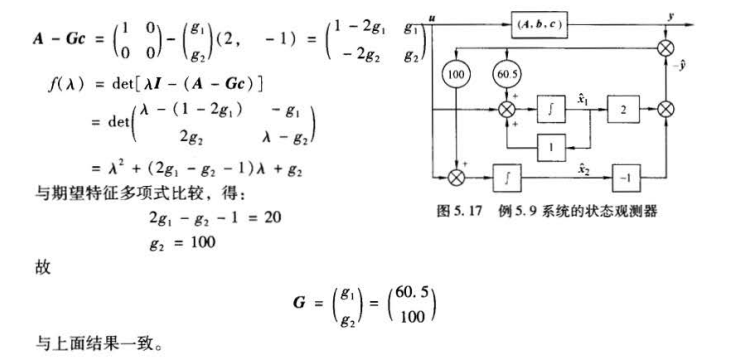 A − Gc = (1 0 0 0) − (g₁ g₂)(2, −1) = (1 − 2g₁ g₁ − 2g₂ g₂)
f(λ) = det[λI − (A − Gc)]
= det(λ − (1 − 2g₁) − g₁ 2g₂ λ − g₂)
= λ² + (2g₁ − g₂ − 1)λ + g₂
与期望特征多项式比较，得：
2g₁ − g₂ − 1 = 20
g₂ = 100
故
G = (g₁ g₂) = (60.5 100)
与上面结果一致。
u
(A,b,c)
y
−ŷ
100
60.5
+
+
∫
x̂₁
2
1
+
∫
x̂₂
−1
图 5.17 例 5.9 系统的状态观测器